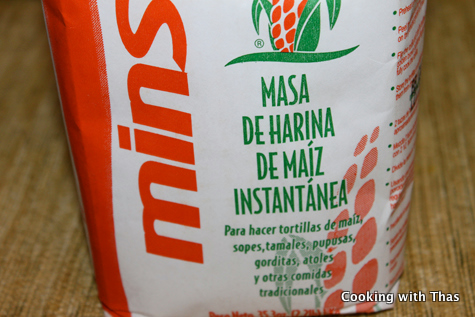 mins
®
MASA
DE HARINA
DE MAÍZ
INSTANTÁNEA
Para hacer tortillas de maíz,
sopes, tamales, pupusas,
gorditas, atoles
y otras comidas
tradicionales.
Cooking with Thas